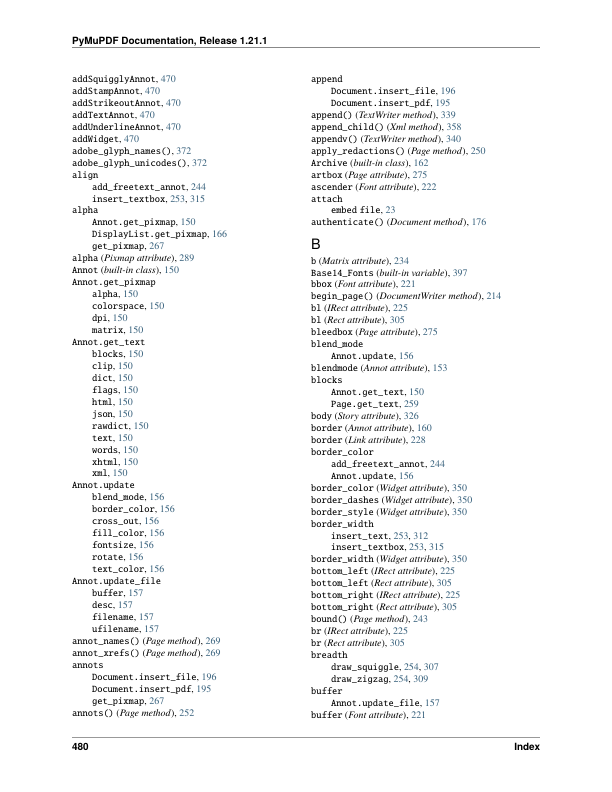 PyMuPDF Documentation, Release 1.21.1
addSquigglyAnnot, 470
addStampAnnot, 470
addStrikeoutAnnot, 470
addTextAnnot, 470
addUnderlineAnnot, 470
addWidget, 470
adobe_glyph_names(), 372
adobe_glyph_unicodes(), 372
align
add_freetext_annot, 244
insert_textbox, 253, 315
alpha
Annot.get_pixmap, 150
DisplayList.get_pixmap, 166
get_pixmap, 267
alpha (Pixmap attribute), 289
Annot (built-in class), 150
Annot.get_pixmap
alpha, 150
colorspace, 150
dpi, 150
matrix, 150
Annot.get_text
blocks, 150
clip, 150
dict, 150
flags, 150
html, 150
json, 150
rawdict, 150
text, 150
words, 150
xhtml, 150
xml, 150
Annot.update
blend_mode, 156
border_color, 156
cross_out, 156
fill_color, 156
fontsize, 156
rotate, 156
text_color, 156
Annot.update_file
buffer, 157
desc, 157
filename, 157
ufilename, 157
annot_names() (Page method), 269
annot_xrefs() (Page method), 269
annots
Document.insert_file, 196
Document.insert_pdf, 195
get_pixmap, 267
annots() (Page method), 252
append
Document.insert_file, 196
Document.insert_pdf, 195
append() (TextWriter method), 339
append_child() (Xml method), 358
appendv() (TextWriter method), 340
apply_redactions() (Page method), 250
Archive (built-in class), 162
artbox (Page attribute), 275
ascender (Font attribute), 222
attach
embed file, 23
authenticate() (Document method), 176
B
b (Matrix attribute), 234
Base14_Fonts (built-in variable), 397
bbox (Font attribute), 221
begin_page() (DocumentWriter method), 214
bl (IRect attribute), 225
bl (Rect attribute), 305
bleedbox (Page attribute), 275
blend_mode
Annot.update, 156
blendmode (Annot attribute), 153
blocks
Annot.get_text, 150
Page.get_text, 259
body (Story attribute), 326
border (Annot attribute), 160
border (Link attribute), 228
border_color
add_freetext_annot, 244
Annot.update, 156
border_color (Widget attribute), 350
border_dashes (Widget attribute), 350
border_style (Widget attribute), 350
border_width
insert_text, 253, 312
insert_textbox, 253, 315
border_width (Widget attribute), 350
bottom_left (IRect attribute), 225
bottom_left (Rect attribute), 305
bottom_right (IRect attribute), 225
bottom_right (Rect attribute), 305
bound() (Page method), 243
br (IRect attribute), 225
br (Rect attribute), 305
breadth
draw_squiggle, 254, 307
draw_zigzag, 254, 309
buffer
Annot.update_file, 157
buffer (Font attribute), 221
480
Index